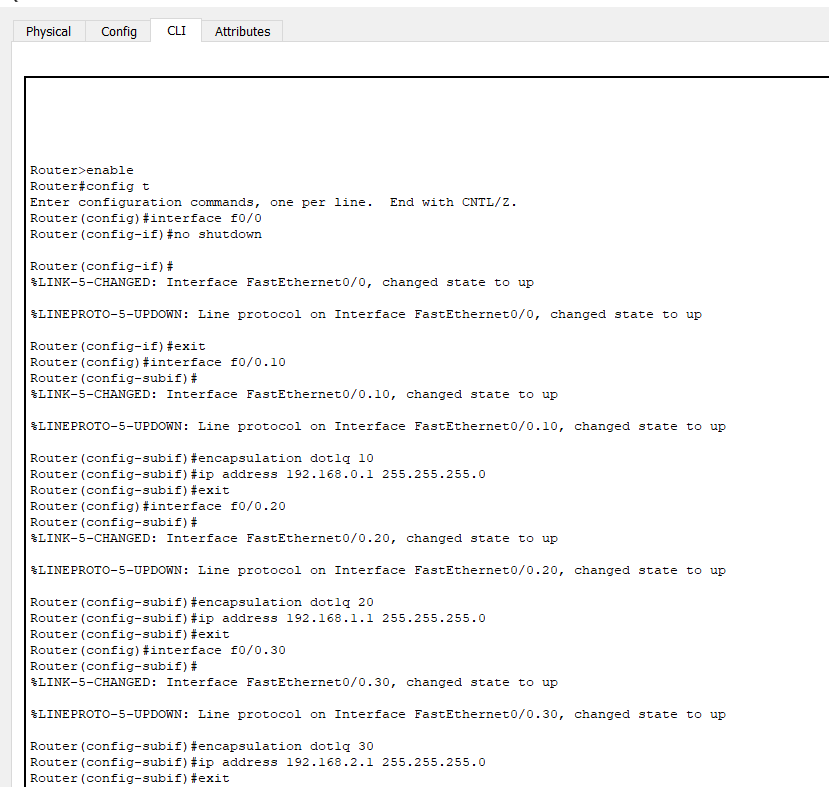 Physical Config CLI Attributes
Router>enable
Router#config t
Enter configuration commands, one per line.  End with CNTL/Z.
Router(config)#interface f0/0
Router(config-if)#no shutdown
Router(config-if)#
%LINK-5-CHANGED: Interface FastEthernet0/0, changed state to up
%LINEPROTO-5-UPDOWN: Line protocol on Interface FastEthernet0/0, changed state to up
Router(config-if)#exit
Router(config)#interface f0/0.10
Router(config-subif)#
%LINK-5-CHANGED: Interface FastEthernet0/0.10, changed state to up
%LINEPROTO-5-UPDOWN: Line protocol on Interface FastEthernet0/0.10, changed state to up
Router(config-subif)#encapsulation dot1q 10
Router(config-subif)#ip address 192.168.0.1 255.255.255.0
Router(config-subif)#exit
Router(config)#interface f0/0.20
Router(config-subif)#
%LINK-5-CHANGED: Interface FastEthernet0/0.20, changed state to up
%LINEPROTO-5-UPDOWN: Line protocol on Interface FastEthernet0/0.20, changed state to up
Router(config-subif)#encapsulation dot1q 20
Router(config-subif)#ip address 192.168.1.1 255.255.255.0
Router(config-subif)#exit
Router(config)#interface f0/0.30
Router(config-subif)#
%LINK-5-CHANGED: Interface FastEthernet0/0.30, changed state to up
%LINEPROTO-5-UPDOWN: Line protocol on Interface FastEthernet0/0.30, changed state to up
Router(config-subif)#encapsulation dot1q 30
Router(config-subif)#ip address 192.168.2.1 255.255.255.0
Router(config-subif)#exit